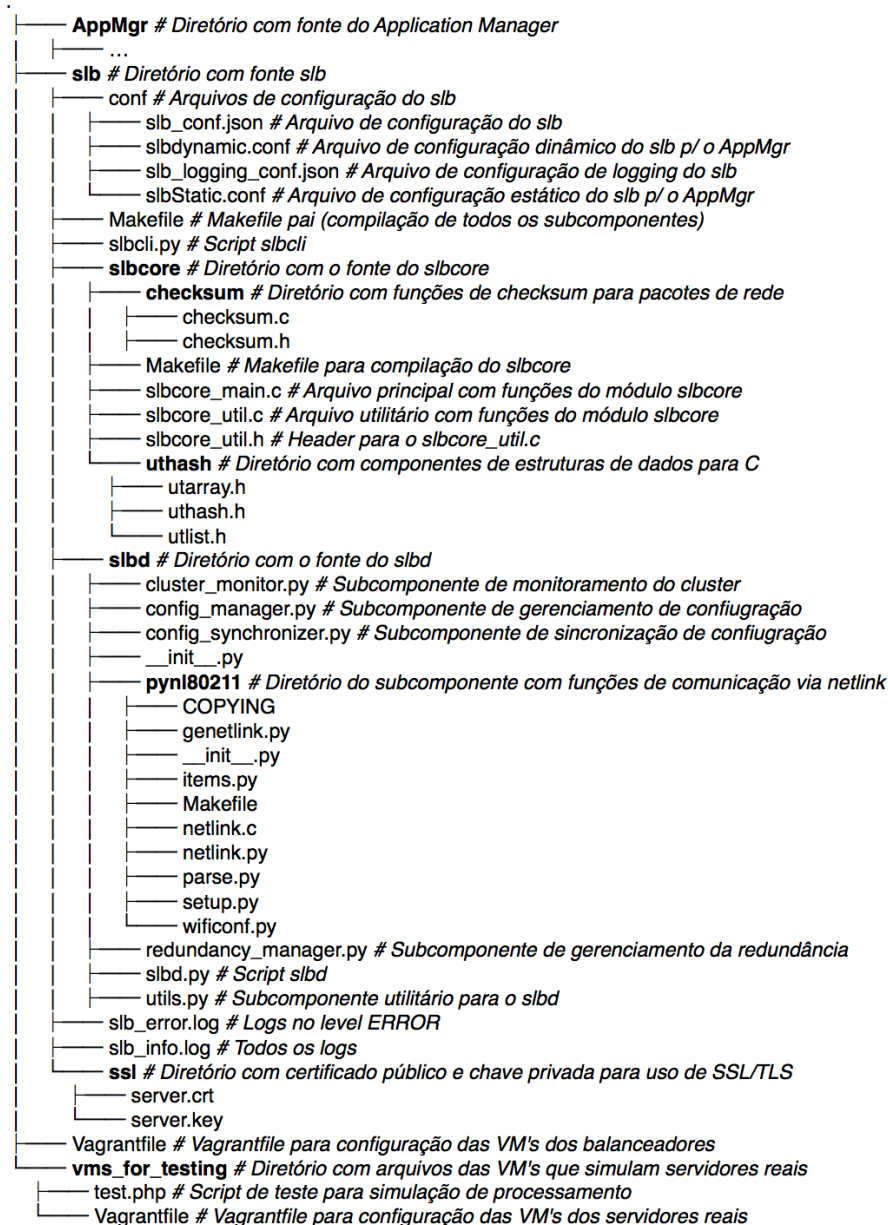 .
├── AppMgr # Diretório com fonte do Application Manager
│   ├── ...
├── slb # Diretório com fonte slb
│   ├── conf # Arquivos de configuração do slb
│   │   ├── slb_conf.json # Arquivo de configuração do slb
│   │   ├── slbdynamic.conf # Arquivo de configuração dinâmico do slb p/ o AppMgr
│   │   ├── slb_logging_conf.json # Arquivo de configuração de logging do slb
│   │   └── slbStatic.conf # Arquivo de configuração estático do slb p/ o AppMgr
│   ├── Makefile # Makefile pai (compilação de todos os subcomponentes)
│   ├── slbcli.py # Script slbcli
│   ├── slbcore # Diretório com o fonte do slbcore
│   │   ├── checksum # Diretório com funções de checksum para pacotes de rede
│   │   │   ├── checksum.c
│   │   │   ├── checksum.h
│   │   ├── Makefile # Makefile para compilação do slbcore
│   │   ├── slbcore_main.c # Arquivo principal com funções do módulo slbcore
│   │   ├── slbcore_util.c # Arquivo utilitário com funções do módulo slbcore
│   │   ├── slbcore_util.h # Header para o slbcore_util.c
│   │   └── uthash # Diretório com componentes de estruturas de dados para C
│   │       ├── utarray.h
│   │       ├── uthash.h
│   │       └── utlist.h
│   ├── slbd # Diretório com o fonte do slbd
│   │   ├── cluster_monitor.py # Subcomponente de monitoramento do cluster
│   │   ├── config_manager.py # Subcomponente de gerenciamento de confiugração
│   │   ├── config_synchronizer.py # Subcomponente de sincronização de confiugração
│   │   ├── __init__.py
│   │   ├── pynl80211 # Diretório do subcomponente com funções de comunicação via netlink
│   │   │   ├── COPYING
│   │   │   ├── genetlink.py
│   │   │   ├── __init__.py
│   │   │   ├── items.py
│   │   │   ├── Makefile
│   │   │   ├── netlink.c
│   │   │   ├── netlink.py
│   │   │   ├── parse.py
│   │   │   ├── setup.py
│   │   │   └── wificonf.py
│   │   ├── redundancy_manager.py # Subcomponente de gerenciamento da redundância
│   │   ├── slbd.py # Script slbd
│   │   ├── utils.py # Subcomponente utilitário para o slbd
│   ├── slb_error.log # Logs no level ERROR
│   ├── slb_info.log # Todos os logs
│   └── ssl # Diretório com certificado público e chave privada para uso de SSL/TLS
│       ├── server.crt
│       └── server.key
├── Vagrantfile # Vagrantfile para configuração das VM's dos balanceadores
└── vms_for_testing # Diretório com arquivos das VM's que simulam servidores reais
    ├── test.php # Script de teste para simulação de processamento
    └── Vagrantfile # Vagrantfile para configuração das VM's dos servidores reais